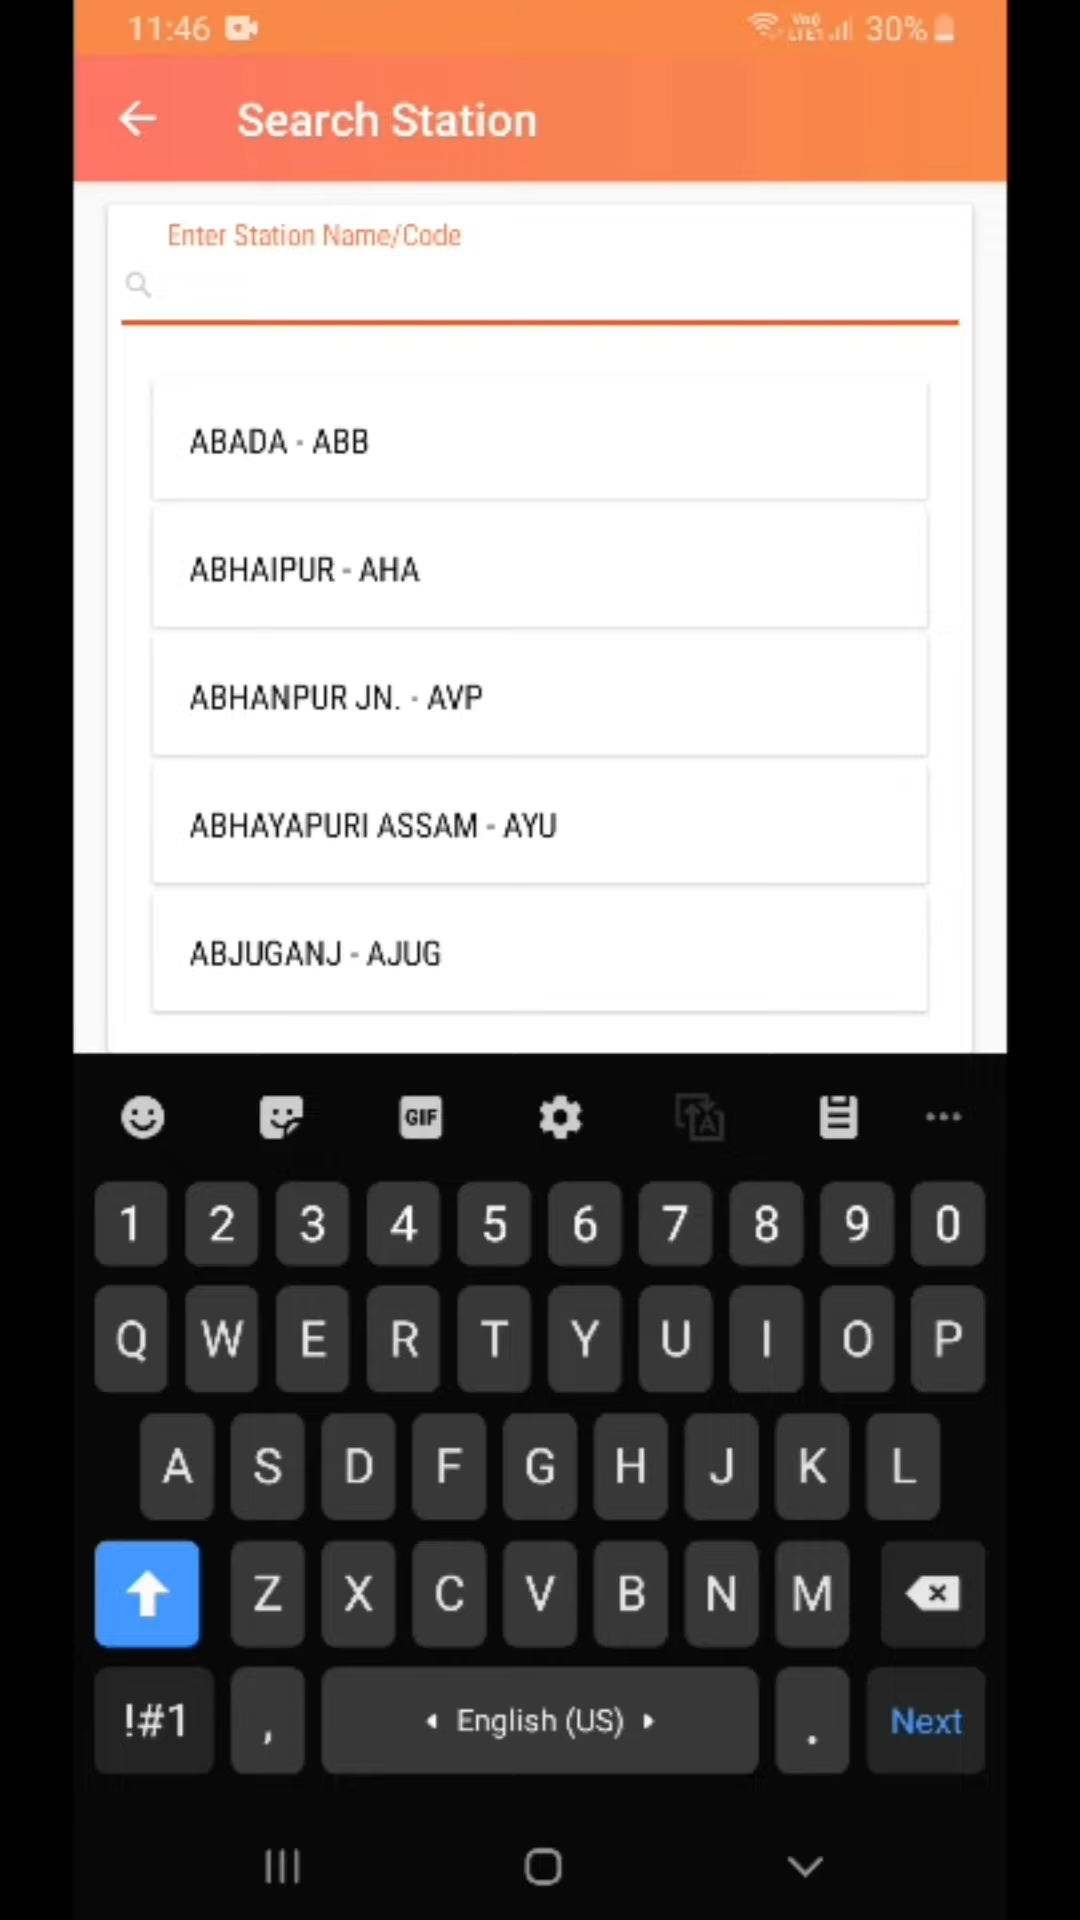 11:46 30%
Search Station
Enter Station Name/Code
ABADA - ABB
ABHAIPUR - AHA
ABHANPUR JN. - AVP
ABHAYAPURI ASSAM - AYU
ABJUGANJ - AJUG
GIF
1 2 3 4 5 6 7 8 9 0
Q W E R T Y U I O P
A S D F G H J K L
Z X C V B N M
!#1 , English (US) . Next